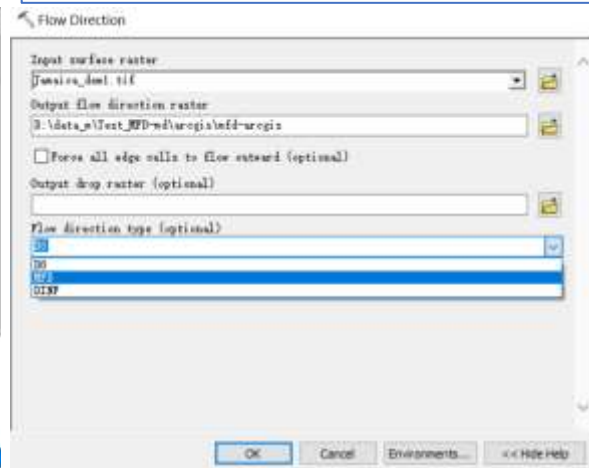 Flow Direction
Input surface raster
Jamaica_dem1.tif
Output flow direction raster
D:\data_m\Test_MFD-md\arcgis\mfd-arcgis
Force all edge cells to flow outward (optional)
Output drop raster (optional)
Flow direction type (optional)
D8
D8
MFD
DINF
OK
Cancel
Environments...
<< Hide Help